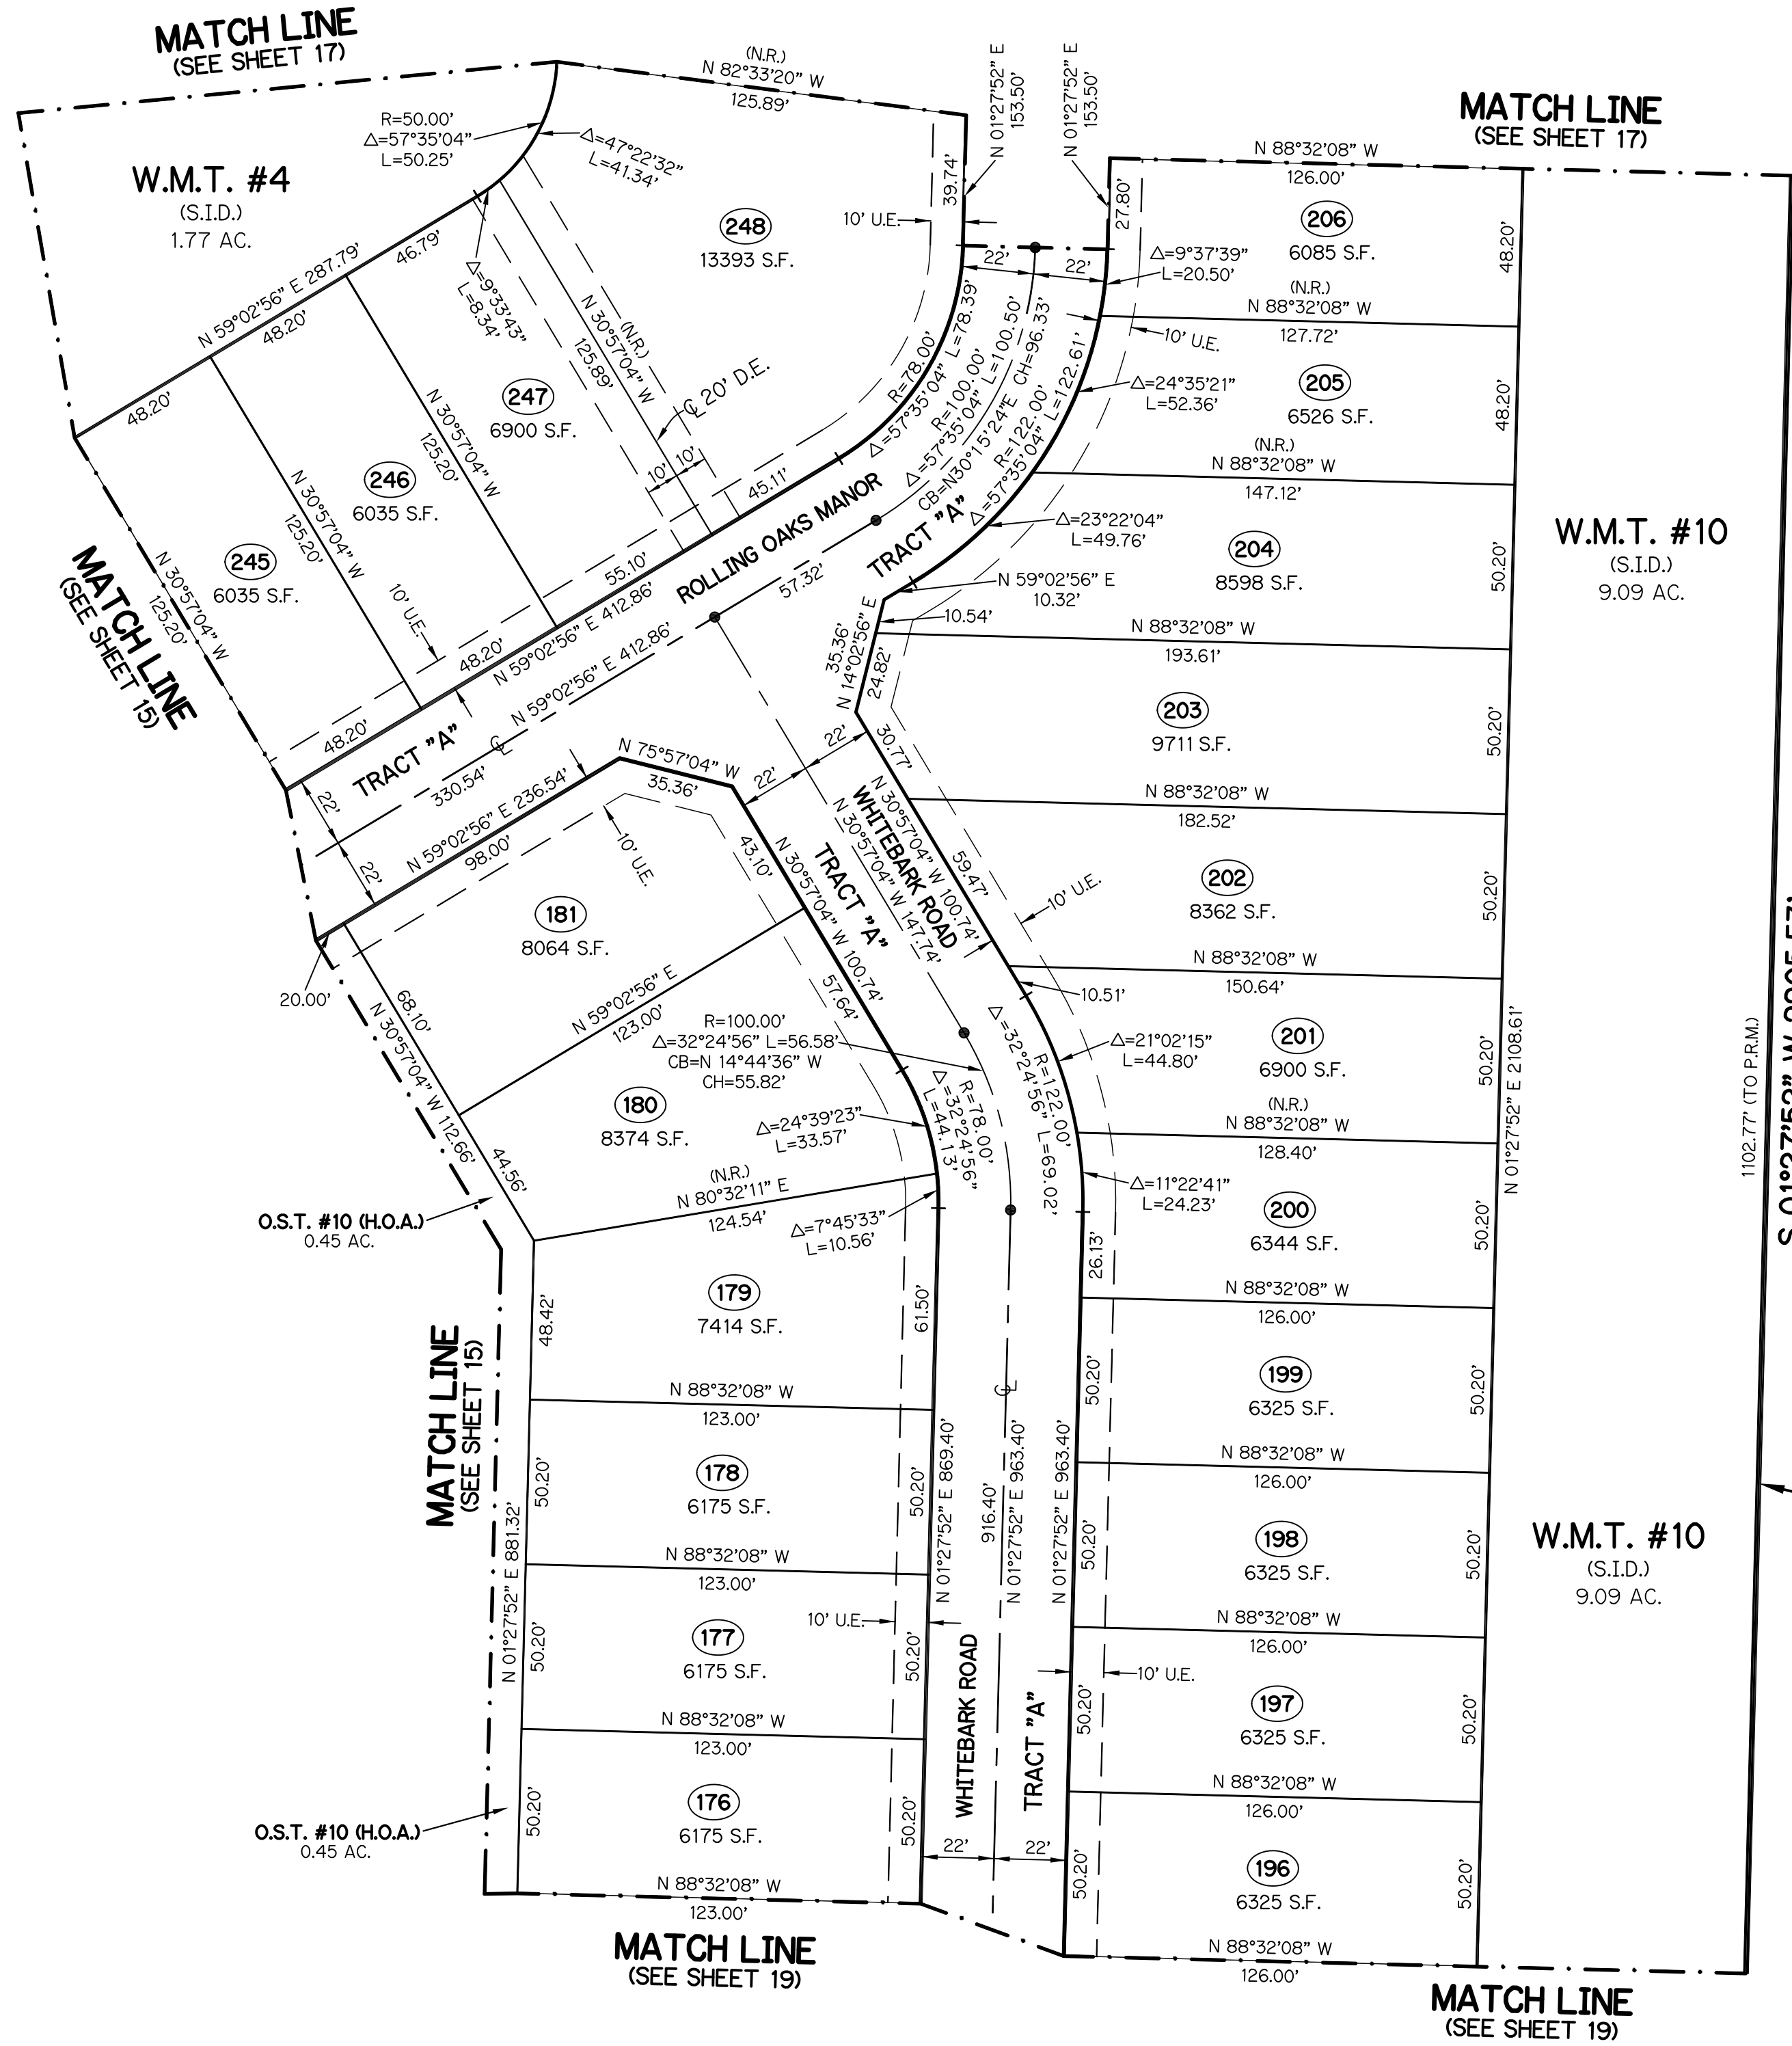 MATCH LINE
(SEE SHEET 17)
(N.R.)
N 82°33'20" W
125.89'
R=50.00'
Δ=57°35'04"
L=50.25'
Δ=47°22'32"
L=41.34'
W.M.T. #4
(S.I.D.)
1.77 AC.
N 59°02'56" E 287.79'
46.79'
48.20'
48.20'
Δ=9°33'43"
L=8.34'
248
13393 S.F.
10' U.E.
39.74'
N 01°27'52" E
153.50'
N 01°27'52" E
153.50'
27.80'
MATCH LINE
(SEE SHEET 17)
N 88°32'08" W
126.00'
206
6085 S.F.
48.20'
22'
22'
Δ=9°37'39"
L=20.50'
(N.R.)
N 88°32'08" W
127.72'
10' U.E.
205
6526 S.F.
48.20'
Δ=24°35'21"
L=52.36'
(N.R.)
N 88°32'08" W
147.12'
R=78.00'
Δ=57°35'04" L=78.39'
R=100.00'
Δ=57°35'04" L=100.50'
CB=N30°15'24"E CH=96.33'
R=122.00'
Δ=57°35'04" L=122.61'
247
6900 S.F.
125.89'
N 30°57'04" W
(N.R.)
℄ 20' D.E.
10'
10'
45.11'
246
6035 S.F.
N 30°57'04" W
125.20'
245
6035 S.F.
N 30°57'04" W
125.20'
N 30°57'04" W
125.20'
MATCH LINE
(SEE SHEET 15)
10' U.E.
55.10'
48.20'
48.20'
N 59°02'56" E 412.86'
N 59°02'56" E 412.86'
ROLLING OAKS MANOR
57.32'
TRACT "A"
TRACT "A"
℄
330.54'
22'
22'
Δ=23°22'04"
L=49.76'
204
8598 S.F.
50.20'
N 59°02'56" E
10.32'
10.54'
N 88°32'08" W
193.61'
35.36'
N 14°02'56" E
24.82'
203
9711 S.F.
50.20'
30.77'
N 88°32'08" W
182.52'
W.M.T. #10
(S.I.D.)
9.09 AC.
N 75°57'04" W
35.36'
22'
22'
N 59°02'56" E 236.54'
98.00'
10' U.E.
43.10'
181
8064 S.F.
20.00'
68.10'
N 30°57'04" W 112.66'
N 59°02'56" E
123.00'
TRACT "A"
N 30°57'04" W 100.74'
57.64'
WHITEBARK ROAD
N 30°57'04" W 147.74'
N 30°57'04" W 100.74'
59.47'
202
8362 S.F.
50.20'
10' U.E.
N 88°32'08" W
150.64'
10.51'
R=100.00'
Δ=32°24'56" L=56.58'
CB=N 14°44'36" W
CH=55.82'
180
8374 S.F.
44.56'
Δ=24°39'23"
L=33.57'
R=78.00'
Δ=32°24'56"
L=44.13'
R=122.00'
Δ=32°24'56" L=69.02'
Δ=21°02'15"
L=44.80'
201
6900 S.F.
50.20'
(N.R.)
N 88°32'08" W
128.40'
N 01°27'52" E 2108.61'
1102.77' (TO P.R.M.)
S 01°27'52" W
(N.R.)
N 80°32'11" E
124.54'
Δ=7°45'33"
L=10.56'
O.S.T. #10 (H.O.A.)
0.45 AC.
Δ=11°22'41"
L=24.23'
200
6344 S.F.
50.20'
26.13'
N 88°32'08" W
126.00'
179
7414 S.F.
48.42'
61.50'
N 88°32'08" W
123.00'
MATCH LINE
(SEE SHEET 15)
50.20'
199
6325 S.F.
50.20'
℄
N 88°32'08" W
126.00'
50.20'
178
6175 S.F.
50.20'
N 01°27'52" E 881.32'
N 01°27'52" E 869.40'
916.40'
N 01°27'52" E 963.40'
N 01°27'52" E 963.40'
50.20'
198
6325 S.F.
50.20'
W.M.T. #10
(S.I.D.)
9.09 AC.
N 88°32'08" W
123.00'
10' U.E.
N 88°32'08" W
126.00'
50.20'
177
6175 S.F.
50.20'
WHITEBARK ROAD
TRACT "A"
10' U.E.
50.20'
197
6325 S.F.
50.20'
N 88°32'08" W
123.00'
N 88°32'08" W
126.00'
50.20'
176
6175 S.F.
50.20'
O.S.T. #10 (H.O.A.)
0.45 AC.
22'
22'
50.20'
196
6325 S.F.
50.20'
N 88°32'08" W
123.00'
N 88°32'08" W
126.00'
MATCH LINE
(SEE SHEET 19)
MATCH LINE
(SEE SHEET 19)